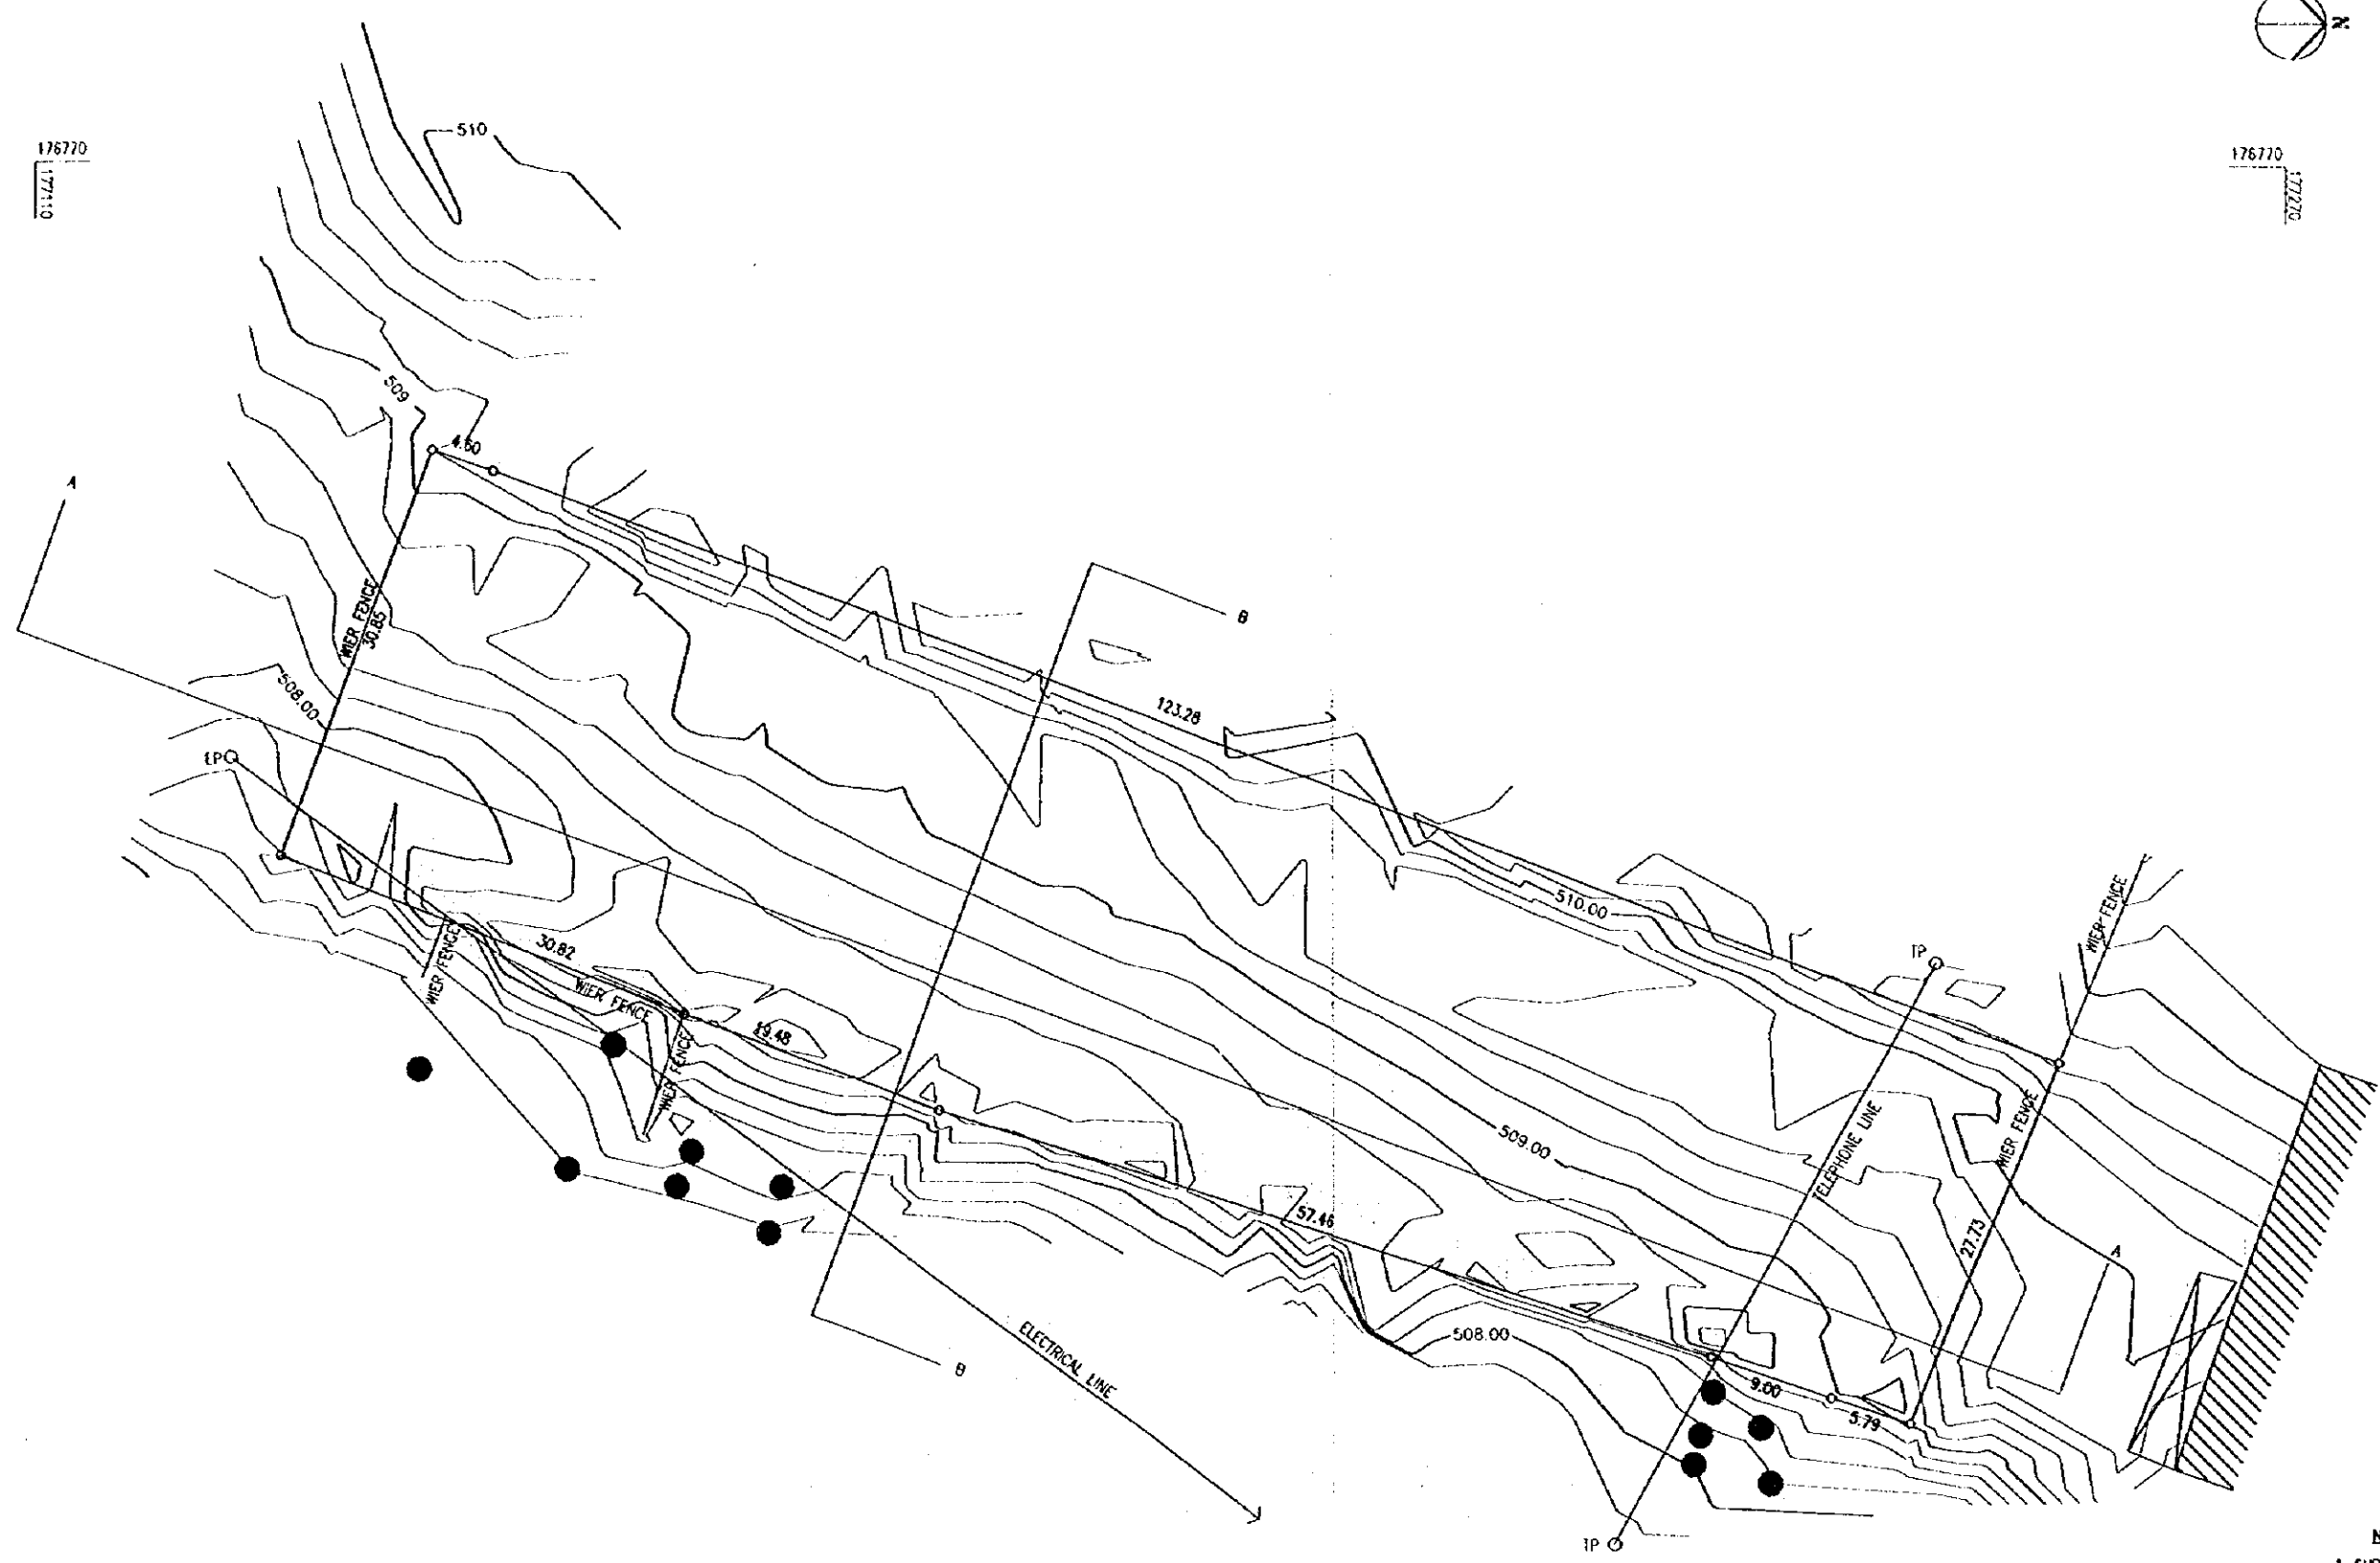 N
510
176770
177110
176770
177270
509
4.60
A
WIER FENCE
30.85
B
508.00
123.28
EP
510.00
WIER FENCE
TP
30.82
WIER FENCE
WIER FENCE
19.48
WIER FENCE
509.00
TELEPHONE LINE
WIER FENCE
57.46
27.73
A
508.00
ELECTRICAL LINE
B
9.00
5.79
TP